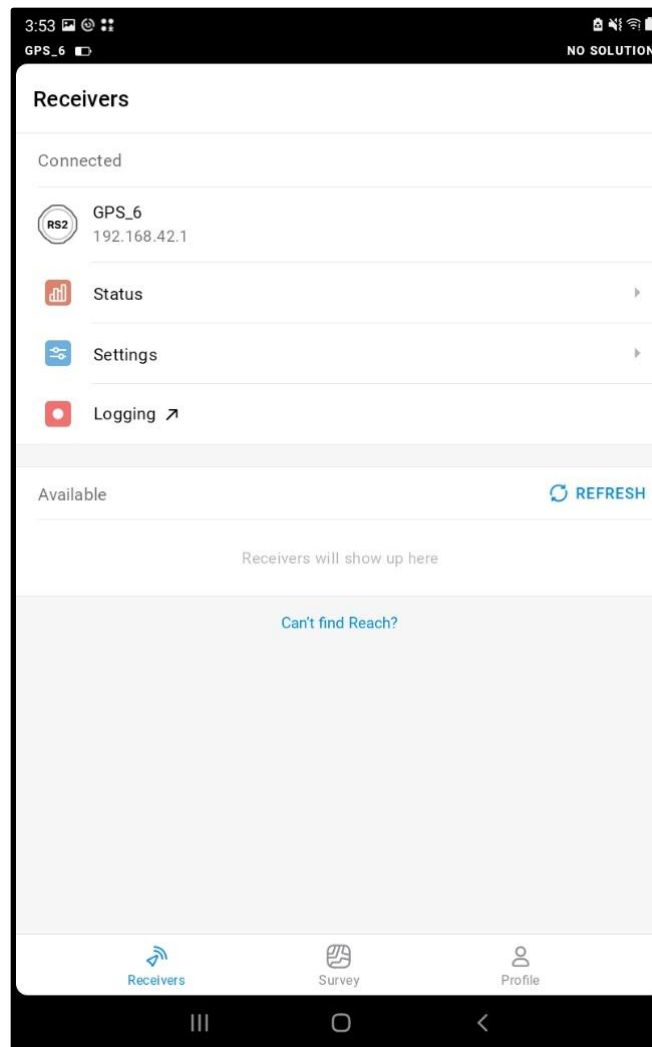 3:53
GPS_6 NO SOLUTION
Receivers
Connected
RS2
GPS_6
192.168.42.1
Status
Settings
Logging
Available REFRESH
Receivers will show up here
Can't find Reach?
Receivers Survey Profile